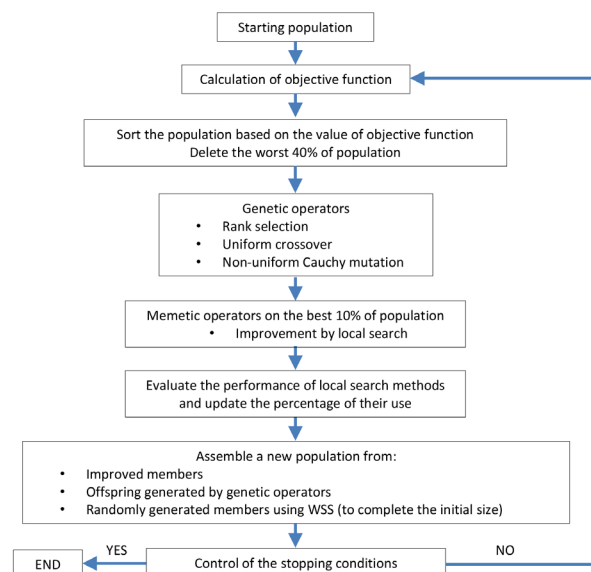 Starting population
Calculation of objective function
Sort the population based on the value of objective function
Delete the worst 40% of population
Genetic operators
• Rank selection
• Uniform crossover
• Non-uniform Cauchy mutation
Memetic operators on the best 10% of population
• Improvement by local search
Evaluate the performance of local search methods
and update the percentage of their use
Assemble a new population from:
• Improved members
• Offspring generated by genetic operators
• Randomly generated members using WSS (to complete the initial size)
END
YES
Control of the stopping conditions
NO